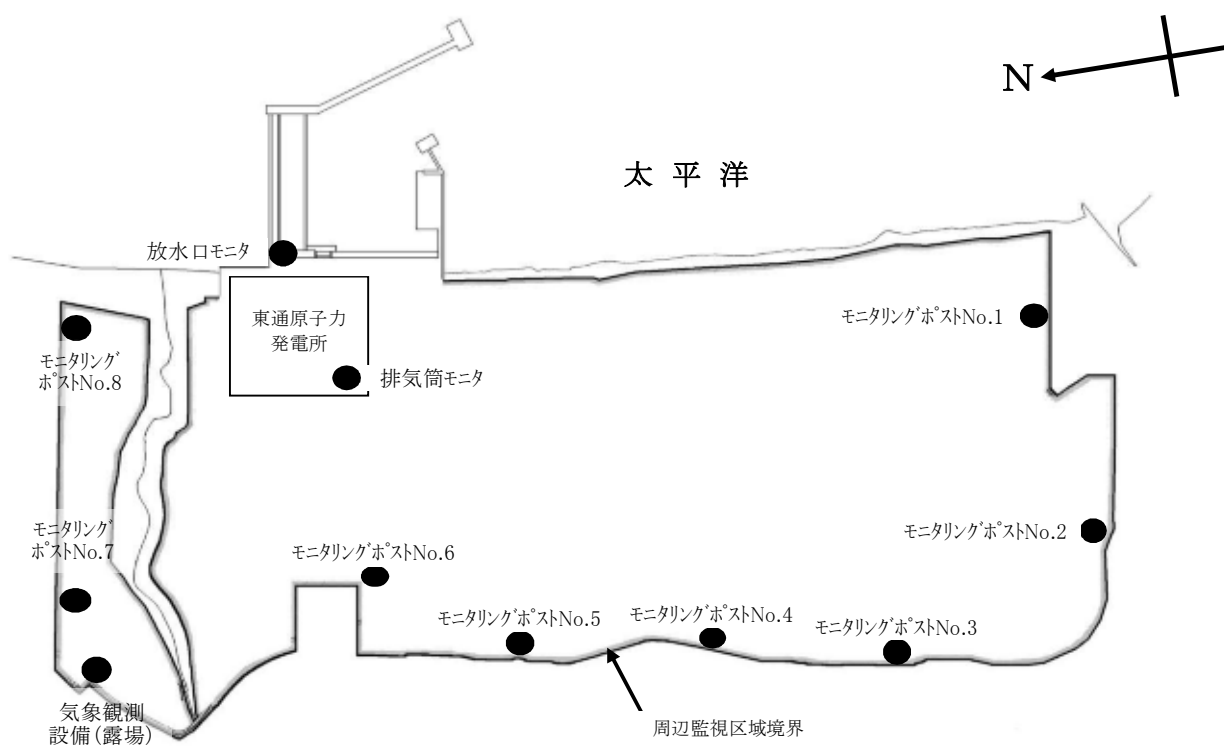 N
太平洋
放水口モニタ
東通原子力
発電所
排気筒モニタ
モニタリングポストNo.1
モニタリング
ポストNo.8
モニタリングポストNo.2
モニタリング
ポストNo.7
モニタリングポストNo.6
モニタリングポストNo.5
モニタリングポストNo.4
モニタリングポストNo.3
気象観測
設備(露場)
周辺監視区域境界